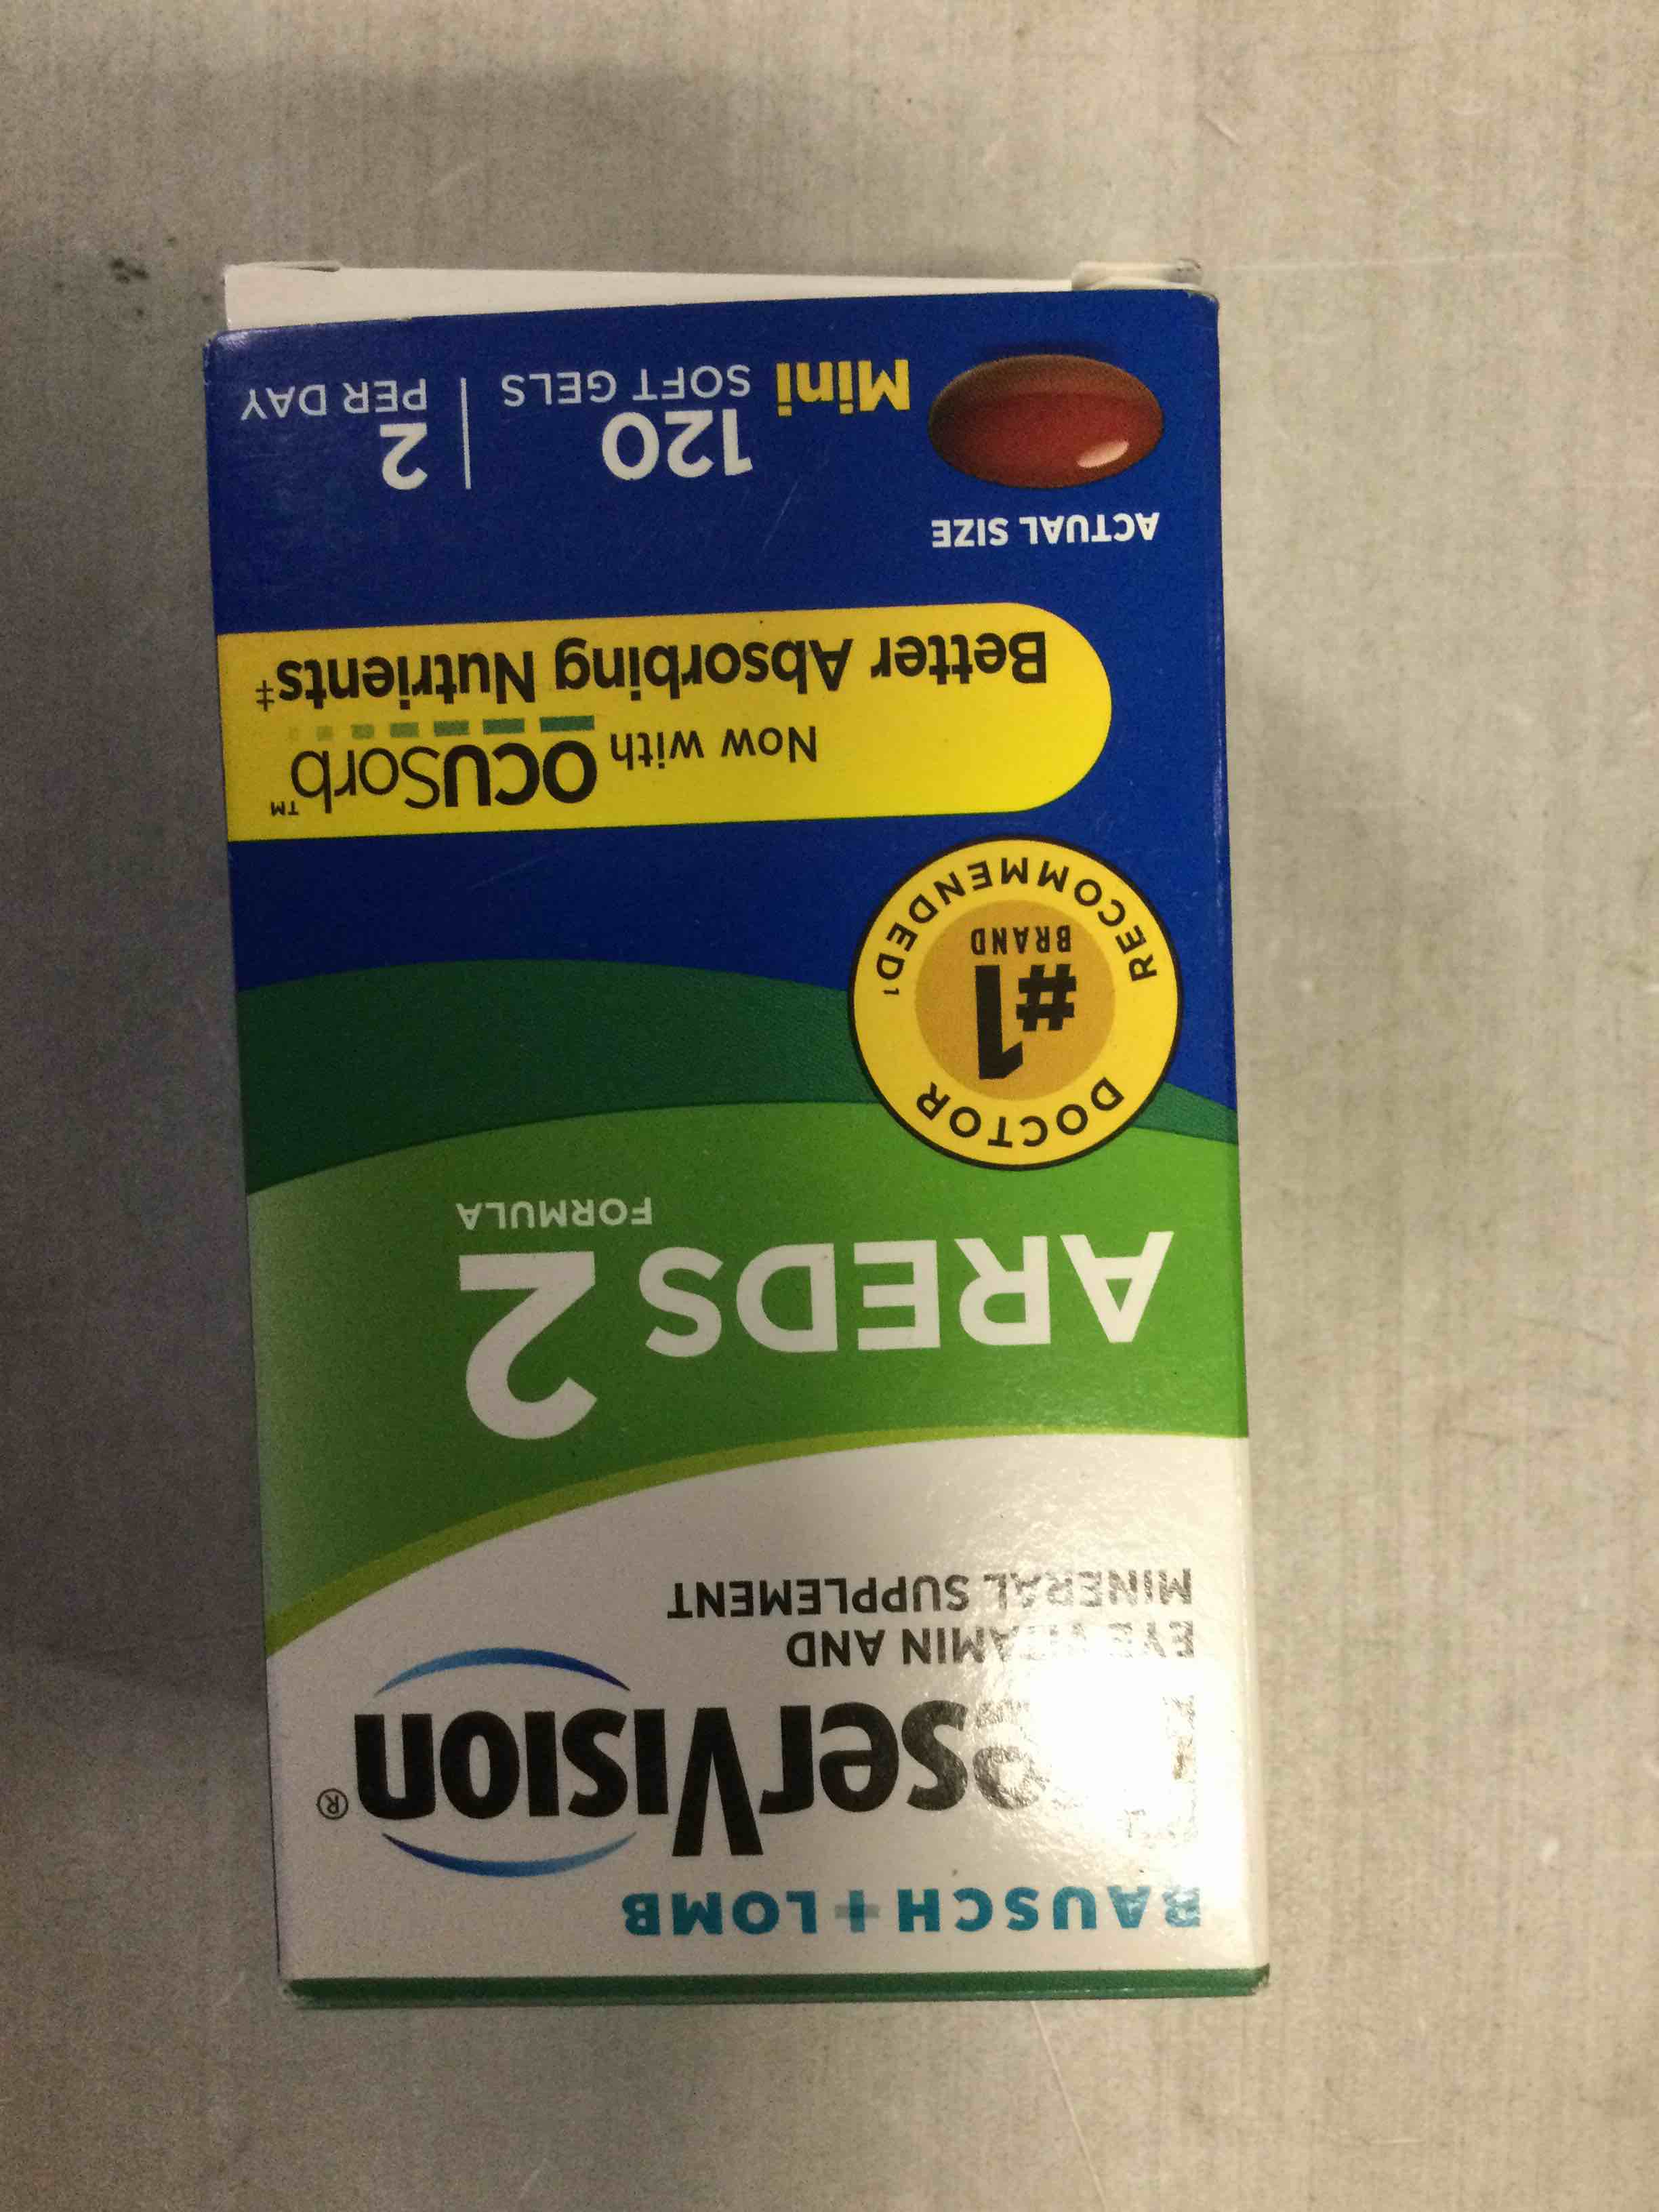 BAUSCH + LOMB
PreserVision®
EYE VITAMIN AND
MINERAL SUPPLEMENT
AREDS 2
FORMULA
DOCTOR RECOMMENDED¹
#1
BRAND
Now with OCUSorb™
Better Absorbing Nutrients‡
ACTUAL SIZE
Mini
120
SOFT GELS
2
PER DAY